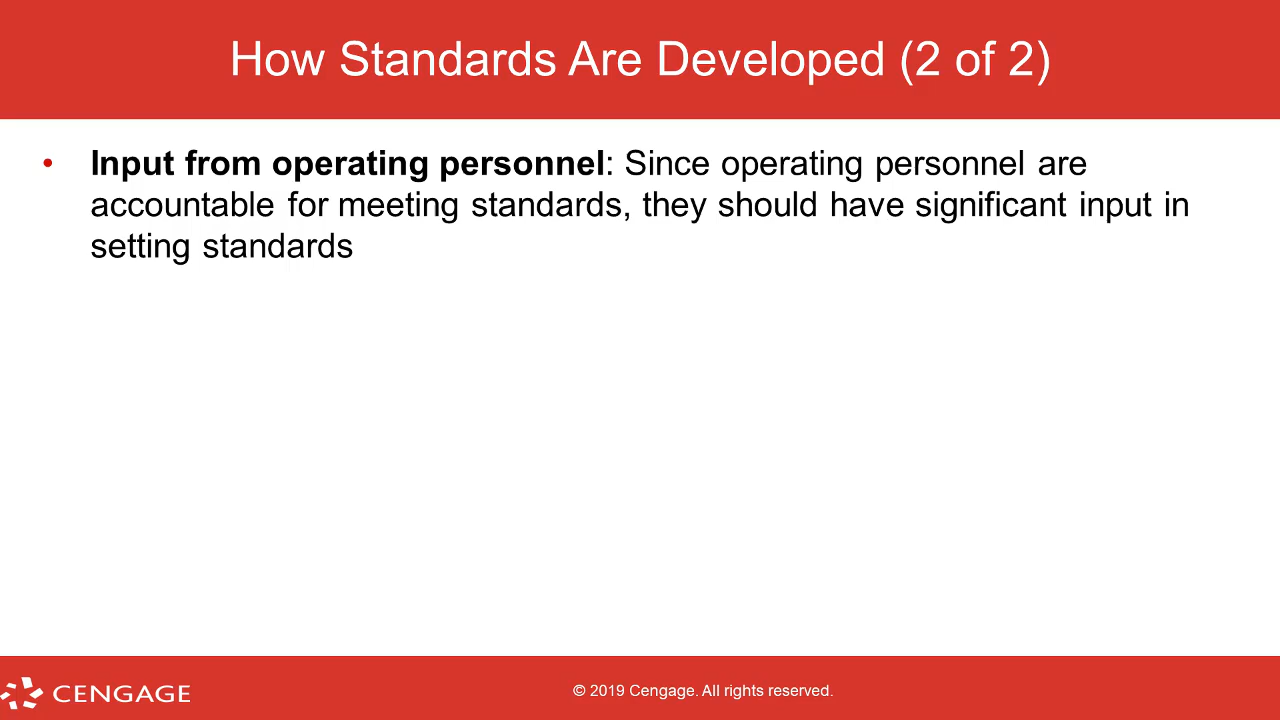 How Standards Are Developed (2 of 2)
• Input from operating personnel: Since operating personnel are
accountable for meeting standards, they should have significant input in
setting standards
CENGAGE
© 2019 Cengage. All rights reserved.